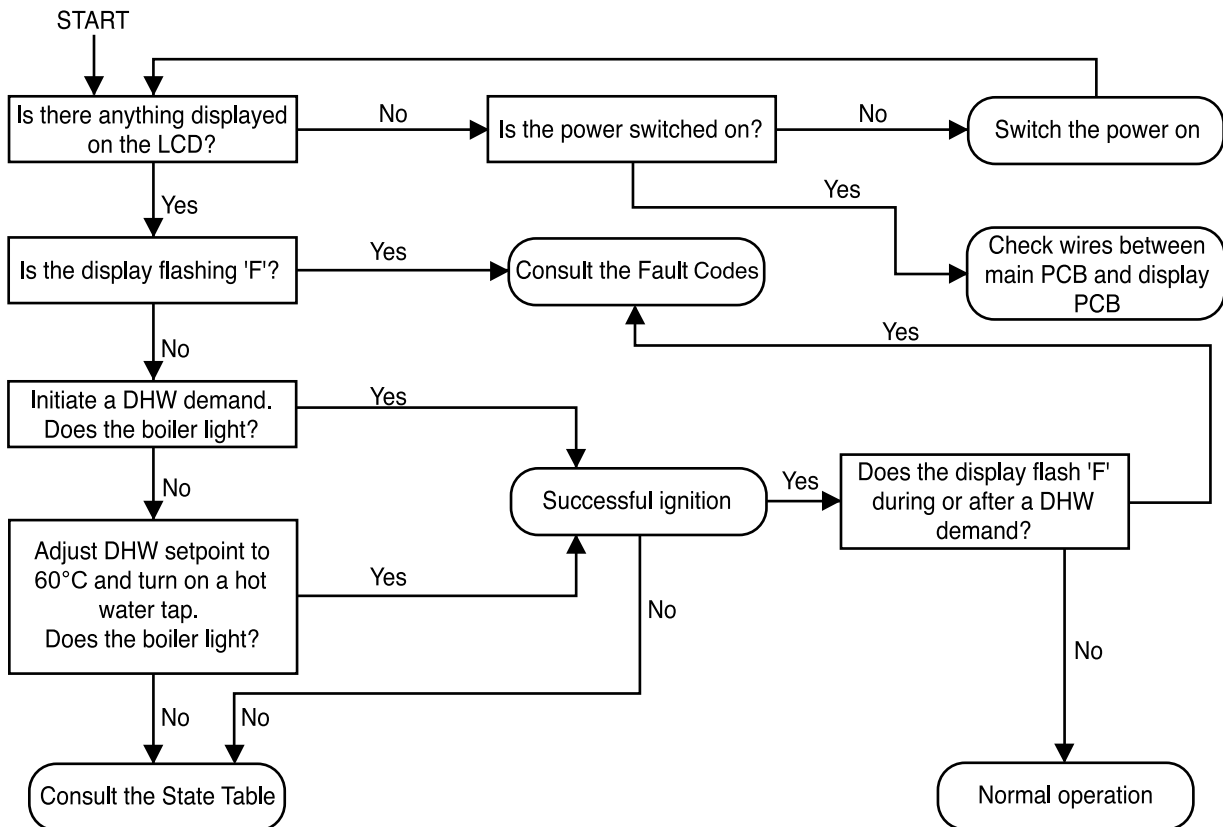 START
Is there anything displayed
on the LCD?
No
Is the power switched on?
No
Switch the power on
Yes
Yes
Is the display flashing 'F'?
Yes
Consult the Fault Codes
Check wires between
main PCB and display
PCB
No
Yes
Initiate a DHW demand.
Does the boiler light?
Yes
No
Successful ignition
Yes
Does the display flash 'F'
during or after a DHW
demand?
Adjust DHW setpoint to
60°C and turn on a hot
water tap.
Does the boiler light?
Yes
No
No
No
No
Consult the State Table
Normal operation